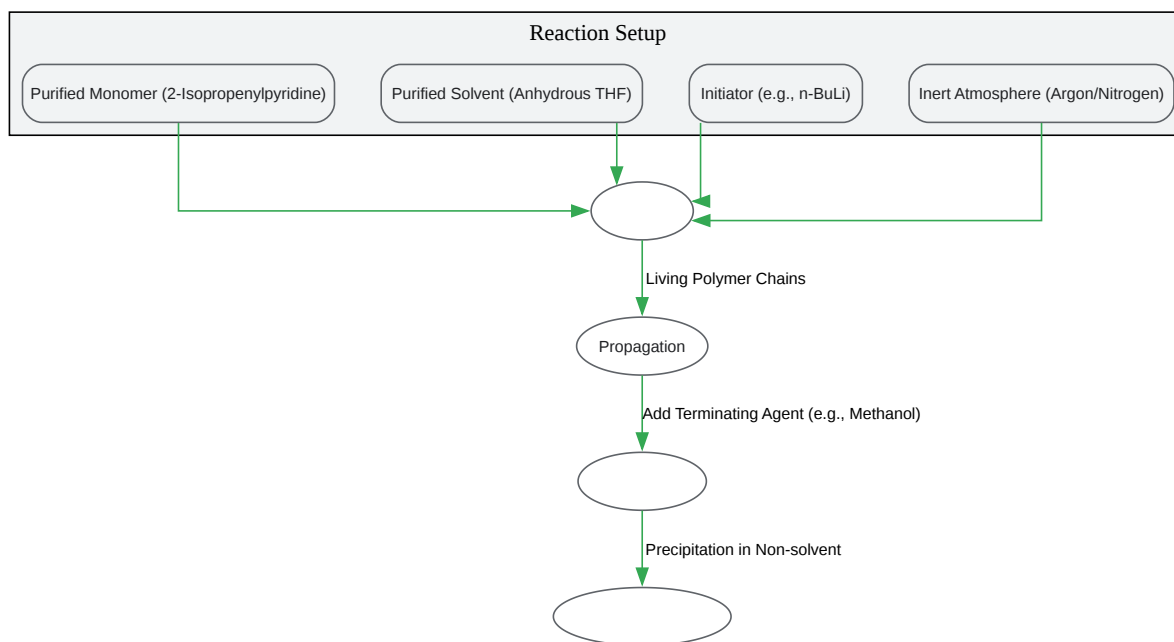 Reaction Setup
Purified Monomer (2-Isopropenylpyridine)
Purified Solvent (Anhydrous THF)
Initiator (e.g., n-BuLi)
Inert Atmosphere (Argon/Nitrogen)
Living Polymer Chains
Propagation
Add Terminating Agent (e.g., Methanol)
Precipitation in Non-solvent